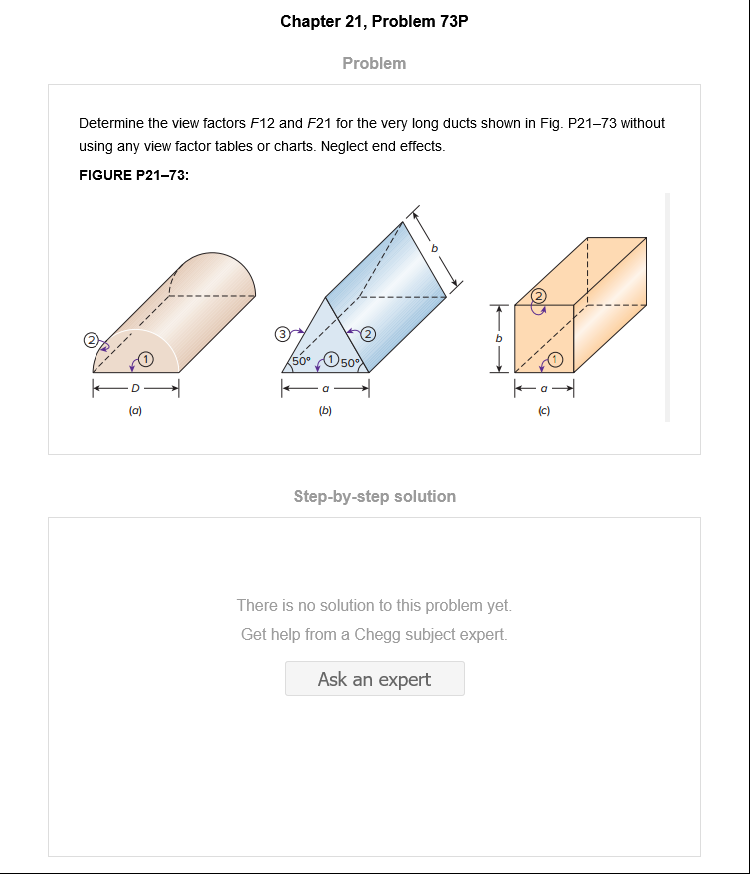 Chapter 21, Problem 73P
Problem
Determine the view factors F12 and F21 for the very long ducts shown in Fig. P21–73 without
using any view factor tables or charts. Neglect end effects.
FIGURE P21–73:
b
2
3
2
2
b
1
50°
1
50°
1
D
a
a
(a)
(b)
(c)
Step-by-step solution
There is no solution to this problem yet.
Get help from a Chegg subject expert.
Ask an expert